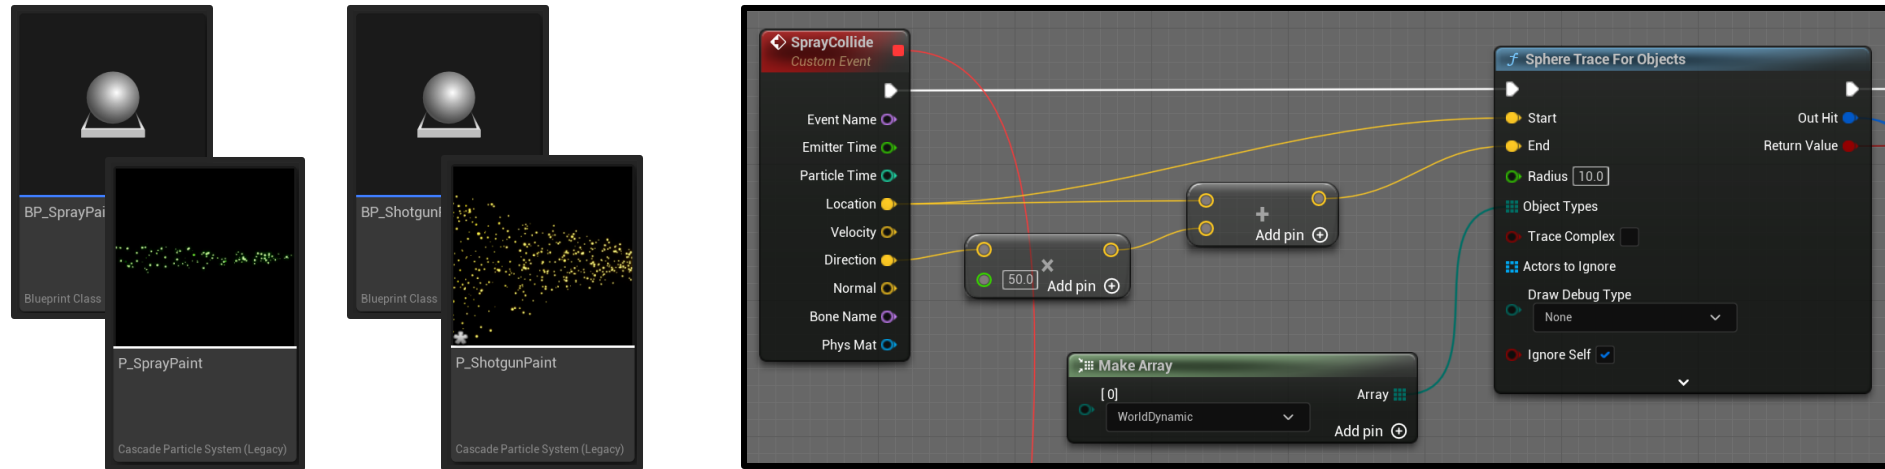 BP_SprayPai
Blueprint Class
P_SprayPaint
Cascade Particle System (Legacy)
BP_Shotgun
Blueprint Class
P_ShotgunPaint
Cascade Particle System (Legacy)
SprayCollide
Custom Event
Event Name
Emitter Time
Particle Time
Location
Velocity
Direction
Normal
Bone Name
Phys Mat
50.0
Add pin
Add pin
Make Array
[0]
WorldDynamic
Array
Add pin
Sphere Trace For Objects
Start
Out Hit
End
Return Value
Radius 10.0
Object Types
Trace Complex
Actors to Ignore
Draw Debug Type
None
Ignore Self